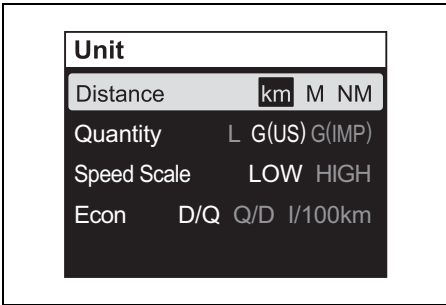 Unit
Distance km M NM
Quantity L G(US) G(IMP)
Speed Scale LOW HIGH
Econ D/Q Q/D l/100km